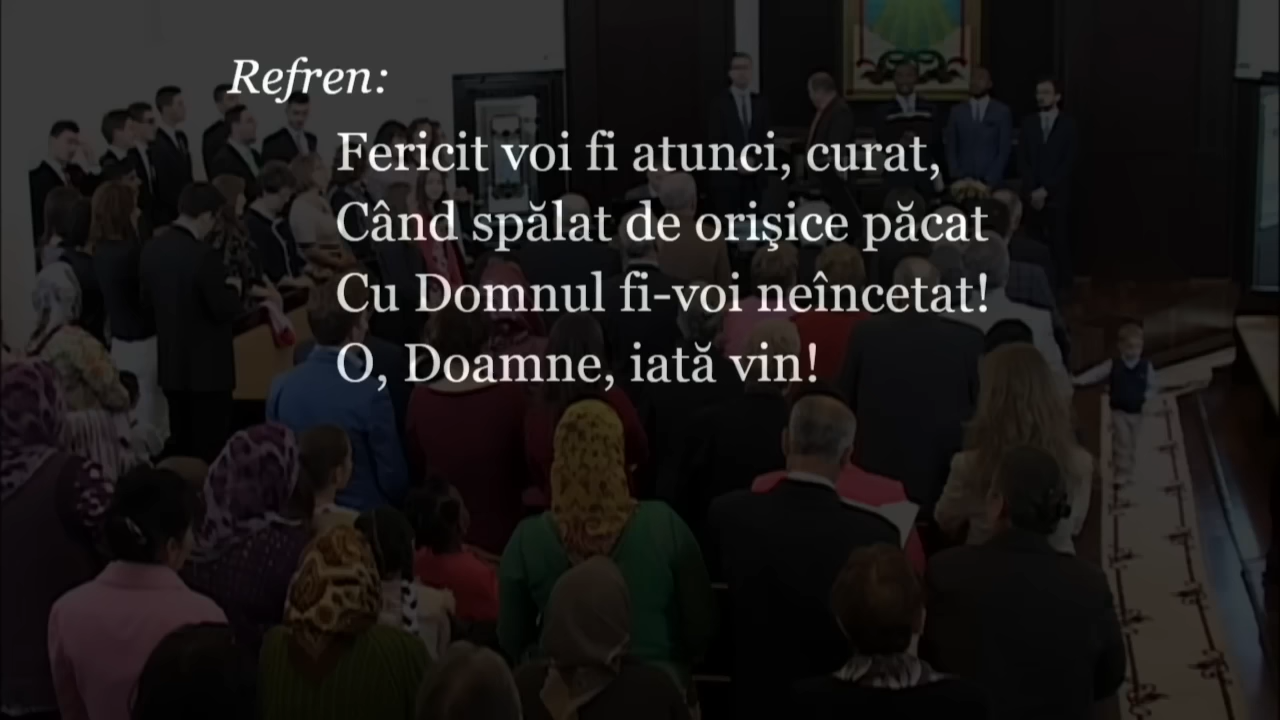 Refren:
Fericit voi fi atunci, curat,
Când spălat de orişice păcat
Cu Domnul fi-voi neîncetat!
O, Doamne, iată vin!